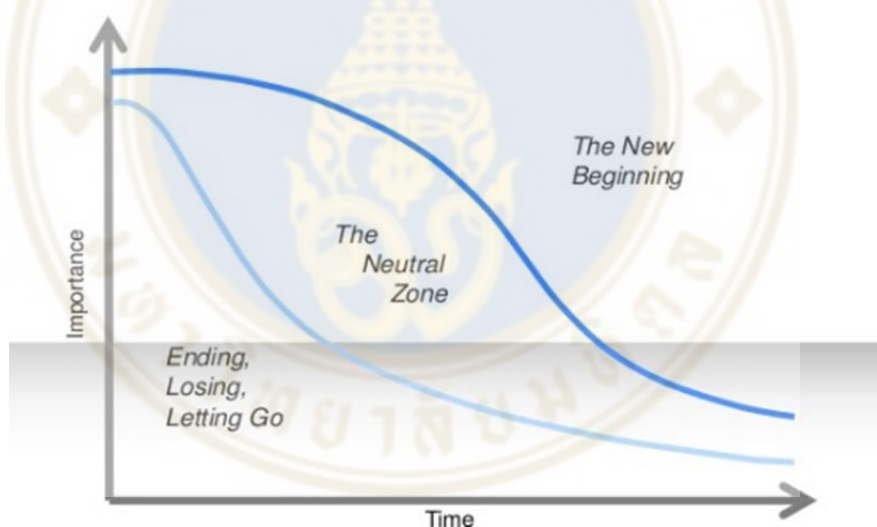 The New
Beginning
The
Neutral
Zone
Importance
Ending,
Losing,
Letting Go
Time